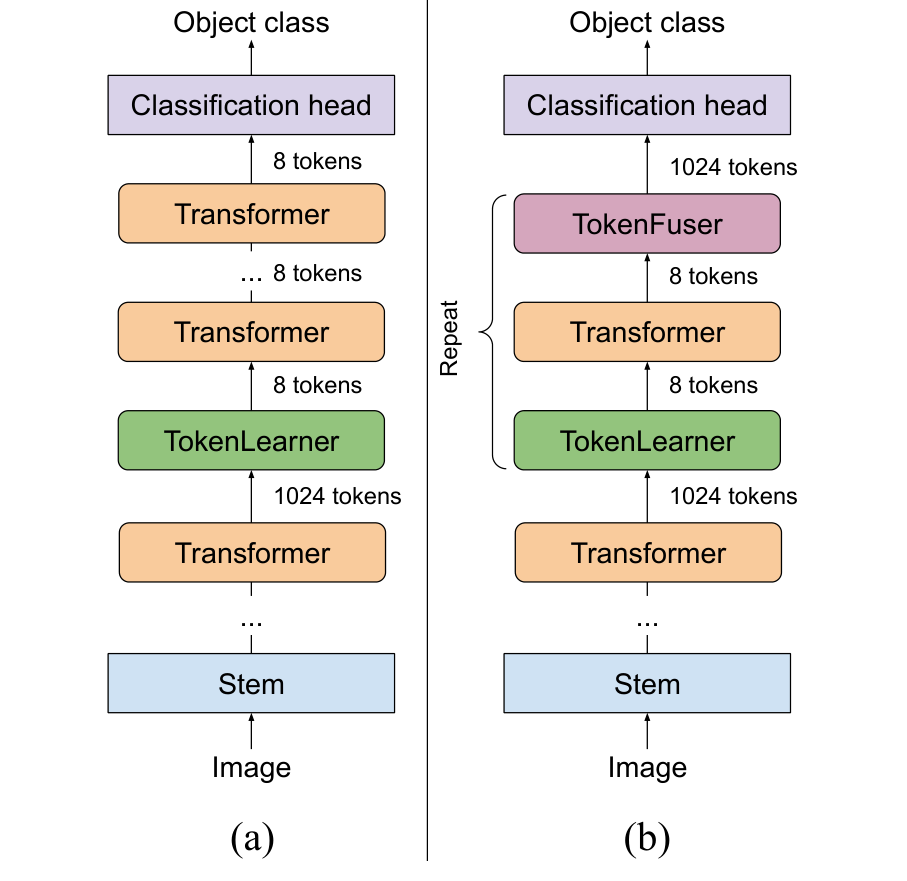 Object class
Classification head
8 tokens
Transformer
... 8 tokens
Transformer
8 tokens
TokenLearner
1024 tokens
Transformer
...
Stem
Image
(a)
Object class
Classification head
1024 tokens
TokenFuser
8 tokens
Repeat
Transformer
8 tokens
TokenLearner
1024 tokens
Transformer
...
Stem
Image
(b)